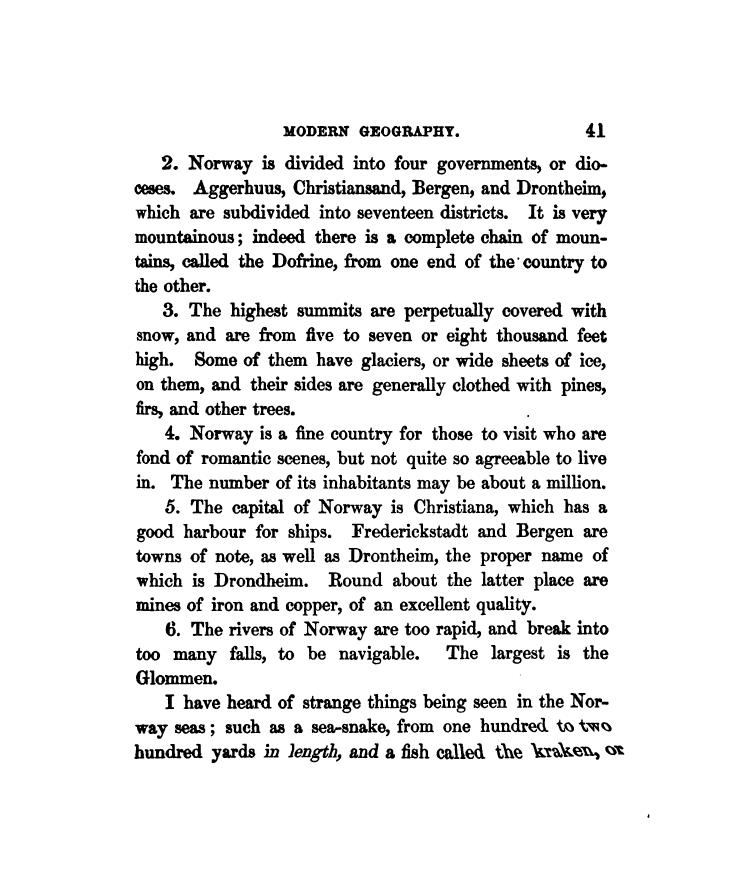 MODERN GEOGRAPHY. 41
2. Norway is divided into four governments, or dio-
ceses. Aggerhuus, Christiansand, Bergen, and Drontheim,
which are subdivided into seventeen districts. It is very
mountainous; indeed there is a complete chain of moun-
tains, called the Dofrine, from one end of the country to
the other.
3. The highest summits are perpetually covered with
snow, and are from five to seven or eight thousand feet
high. Some of them have glaciers, or wide sheets of ice,
on them, and their sides are generally clothed with pines,
firs, and other trees.
4. Norway is a fine country for those to visit who are
fond of romantic scenes, but not quite so agreeable to live
in. The number of its inhabitants may be about a million.
5. The capital of Norway is Christiana, which has a
good harbour for ships. Frederickstadt and Bergen are
towns of note, as well as Drontheim, the proper name of
which is Drondheim. Round about the latter place are
mines of iron and copper, of an excellent quality.
6. The rivers of Norway are too rapid, and break into
too many falls, to be navigable. The largest is the
Glommen.
I have heard of strange things being seen in the Nor-
way seas; such as a sea-snake, from one hundred to two
hundred yards in length, and a fish called the kraken, or